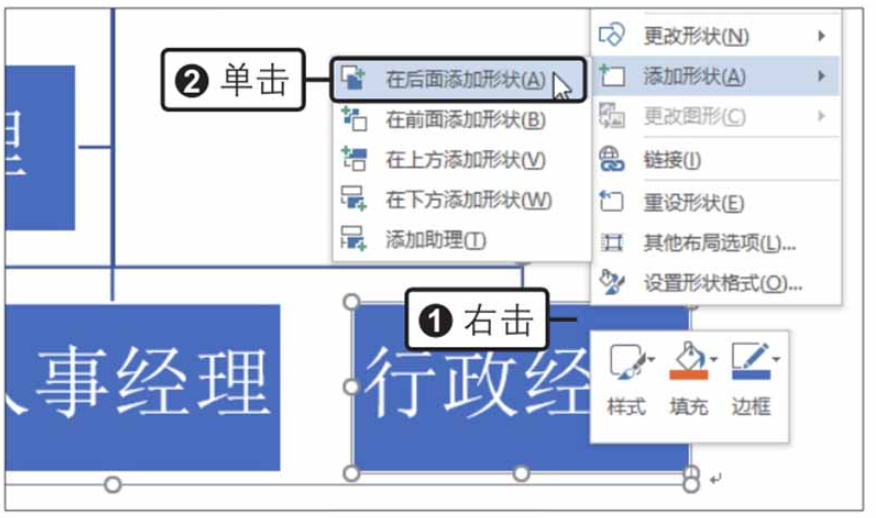 更改形状(N)
❷ 单击
在后面添加形状(A)
添加形状(A)
在前面添加形状(B)
更改图形(C)
在上方添加形状(V)
链接(I)
在下方添加形状(W)
重设形状(E)
添加助理(T)
其他布局选项(L)...
设置形状格式(O)...
❶ 右击
事经理
行政经
样式 填充 边框